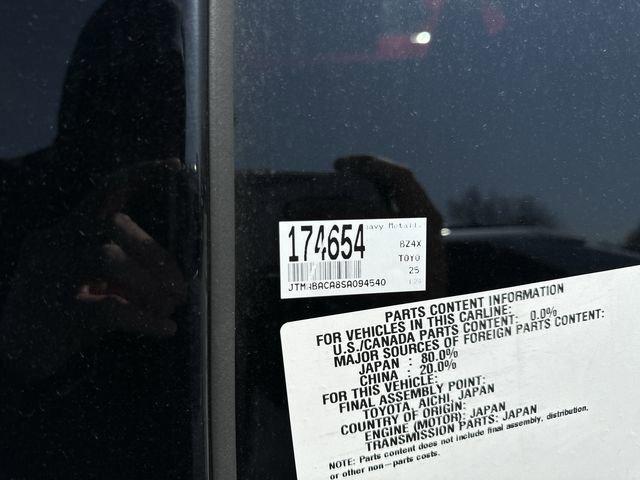 174654
BZ4X
TOYO
25
PARTS CONTENT INFORMATION
FOR VEHICLES IN THIS CARLINE:
U.S./CANADA PARTS CONTENT: 0.0%
MAJOR SOURCES OF FOREIGN PARTS CONTENT:
JAPAN : 80.0%
CHINA : 20.0%
FOR THIS VEHICLE:
FINAL ASSEMBLY POINT:
TOYOTA, AICHI, JAPAN
COUNTRY OF ORIGIN:
ENGINE (MOTOR): JAPAN
TRANSMISSION PARTS: JAPAN
NOTE: Parts content does not include final assembly, distribution,
or other non-parts costs.